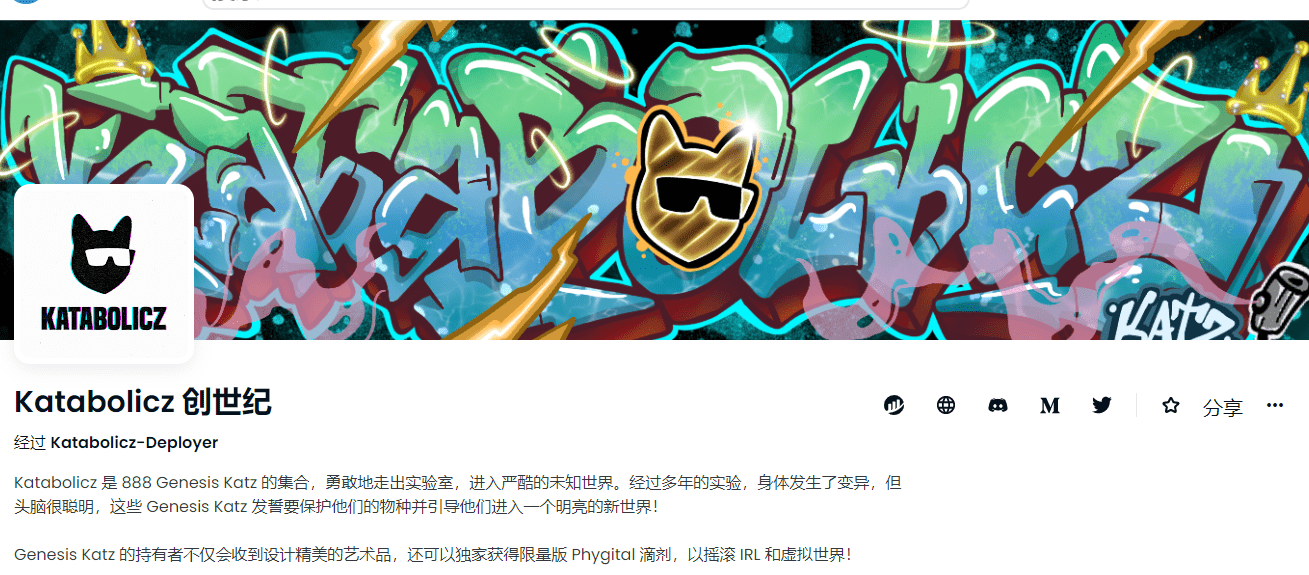 KATABOLICZ
KATZ
KATABOLICZ
Katabolicz 创世纪
分享
经过 Katabolicz-Deployer
Katabolicz 是 888 Genesis Katz 的集合，勇敢地走出实验室，进入严酷的未知世界。经过多年的实验，身体发生了变异，但
头脑很聪明，这些 Genesis Katz 发誓要保护他们的物种并引导他们进入一个明亮的新世界！
Genesis Katz 的持有者不仅会收到设计精美的艺术品，还可以独家获得限量版 Phygital 滴剂，以摇滚 IRL 和虚拟世界！